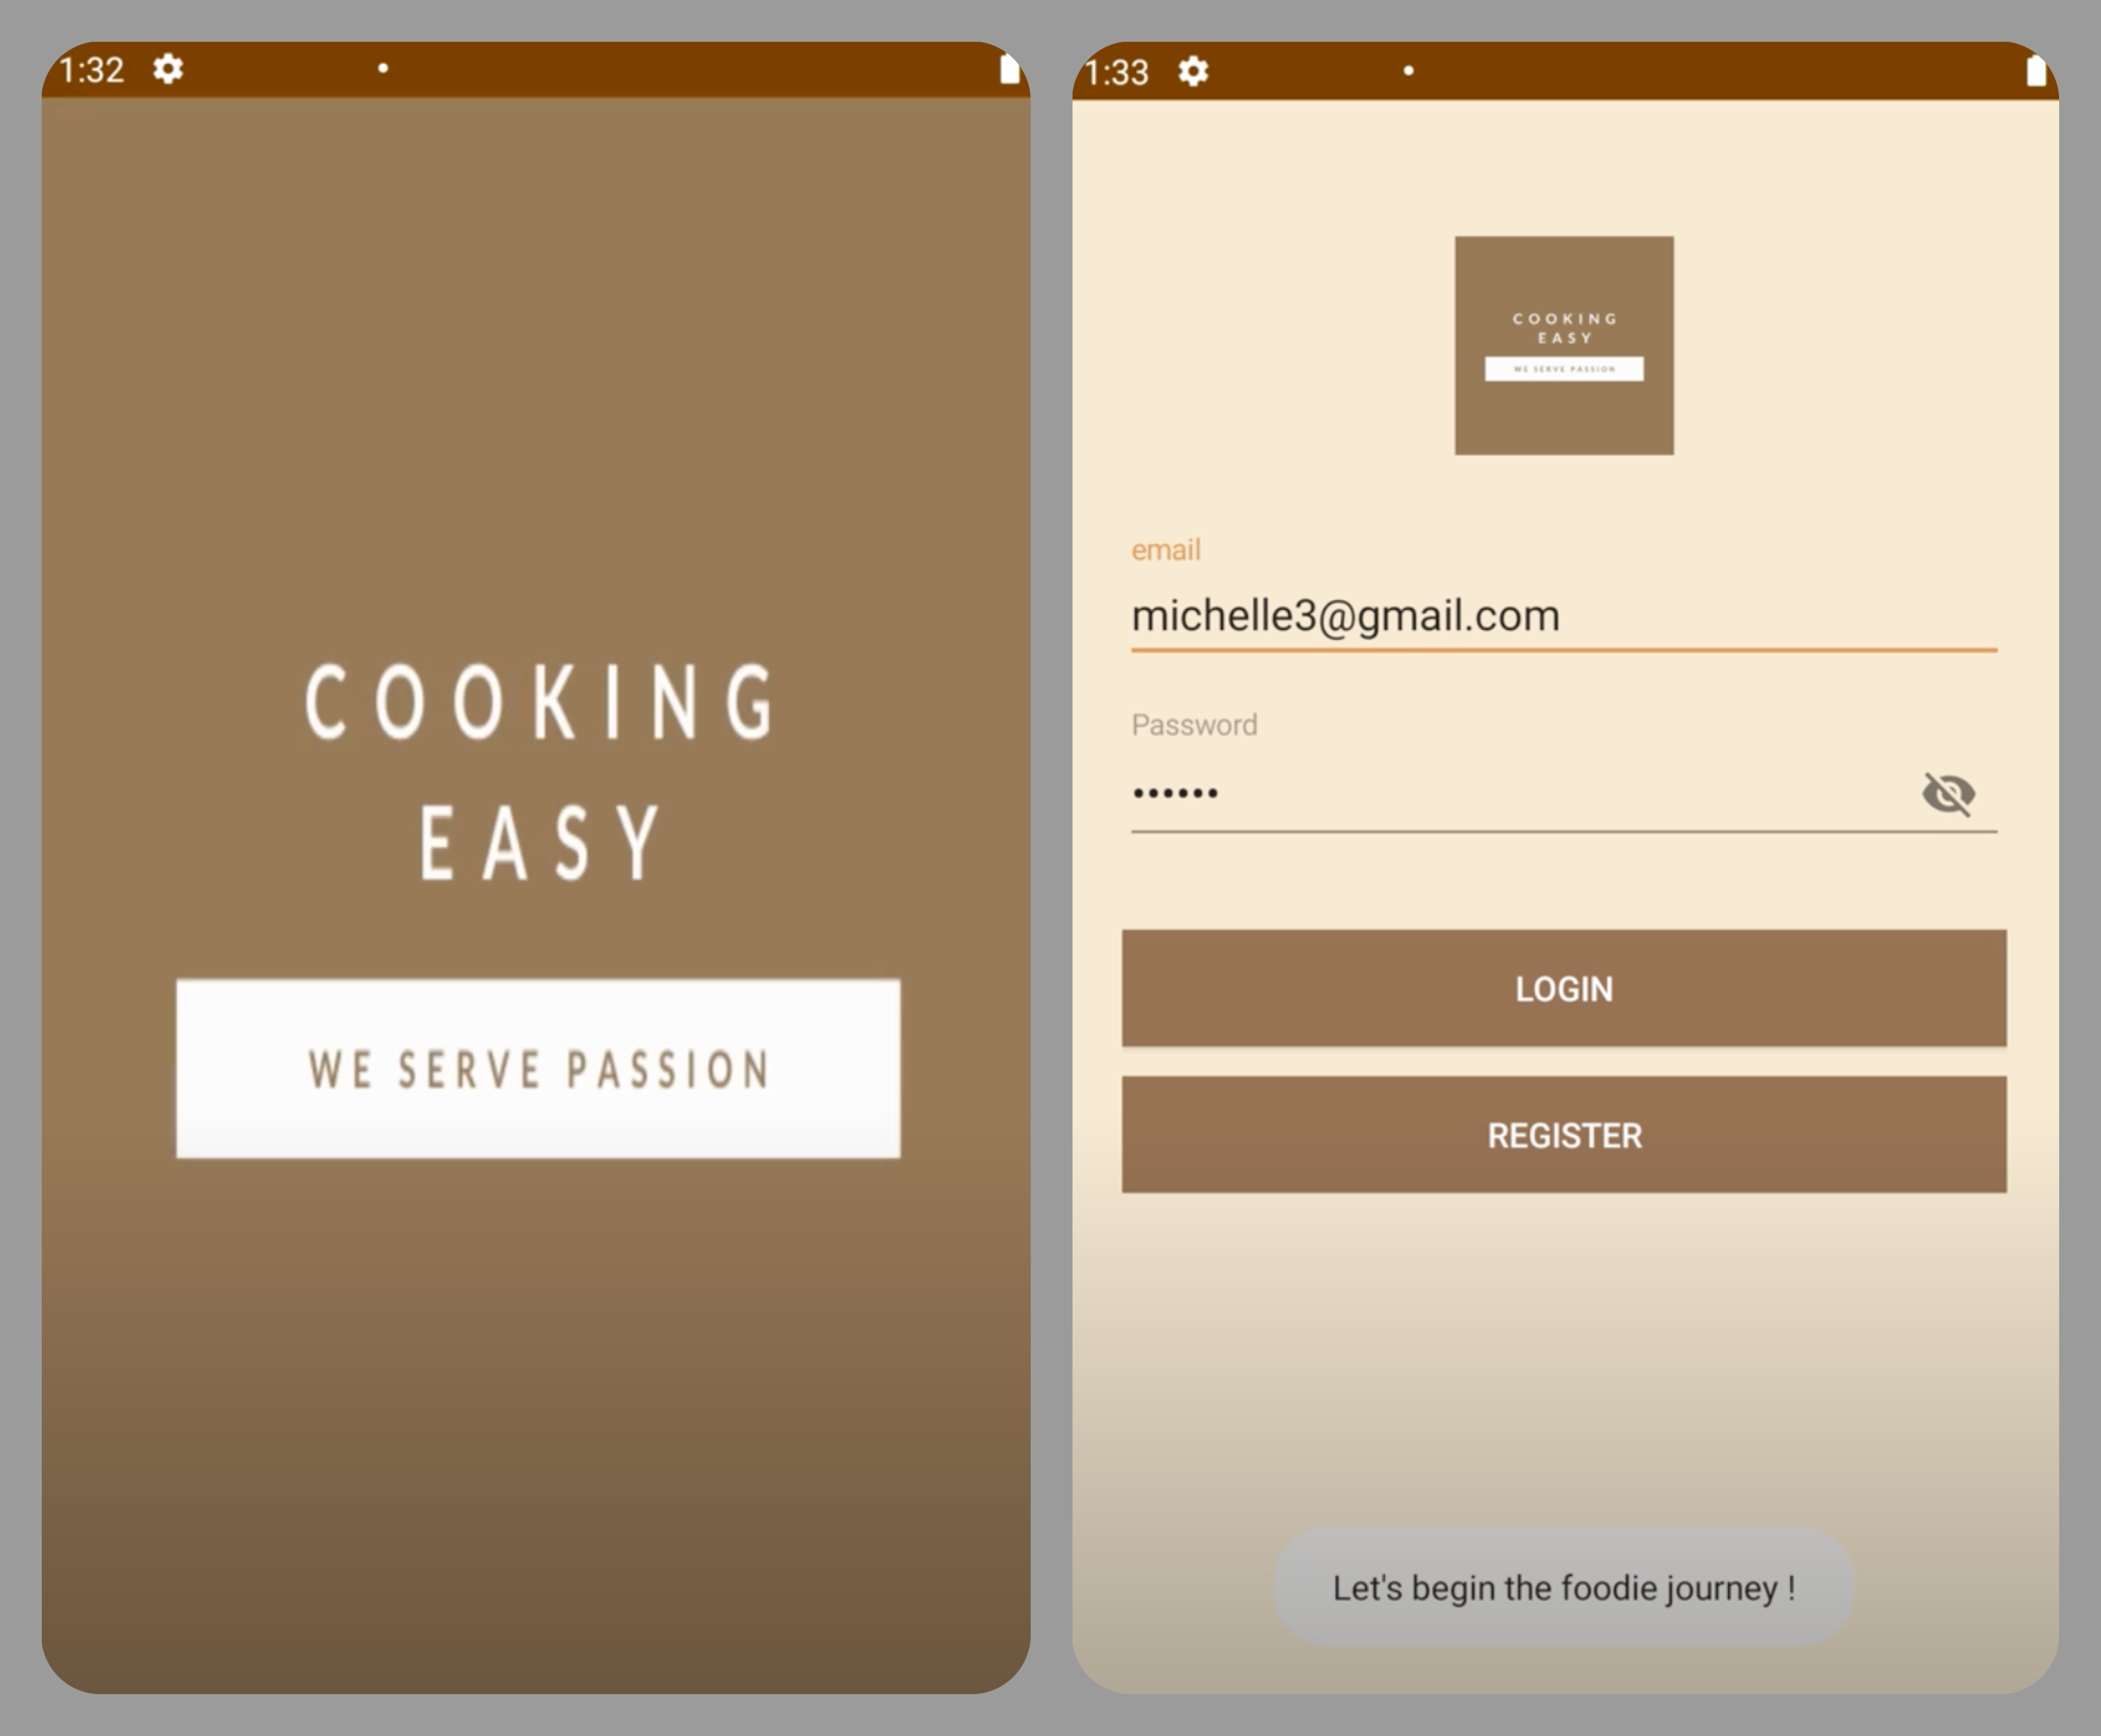 1:32
COOKING
EASY
WE SERVE PASSION
1:33
COOKING
EASY
WE SERVE PASSION
email
michelle3@gmail.com
Password
••••••
LOGIN
REGISTER
Let's begin the foodie journey !